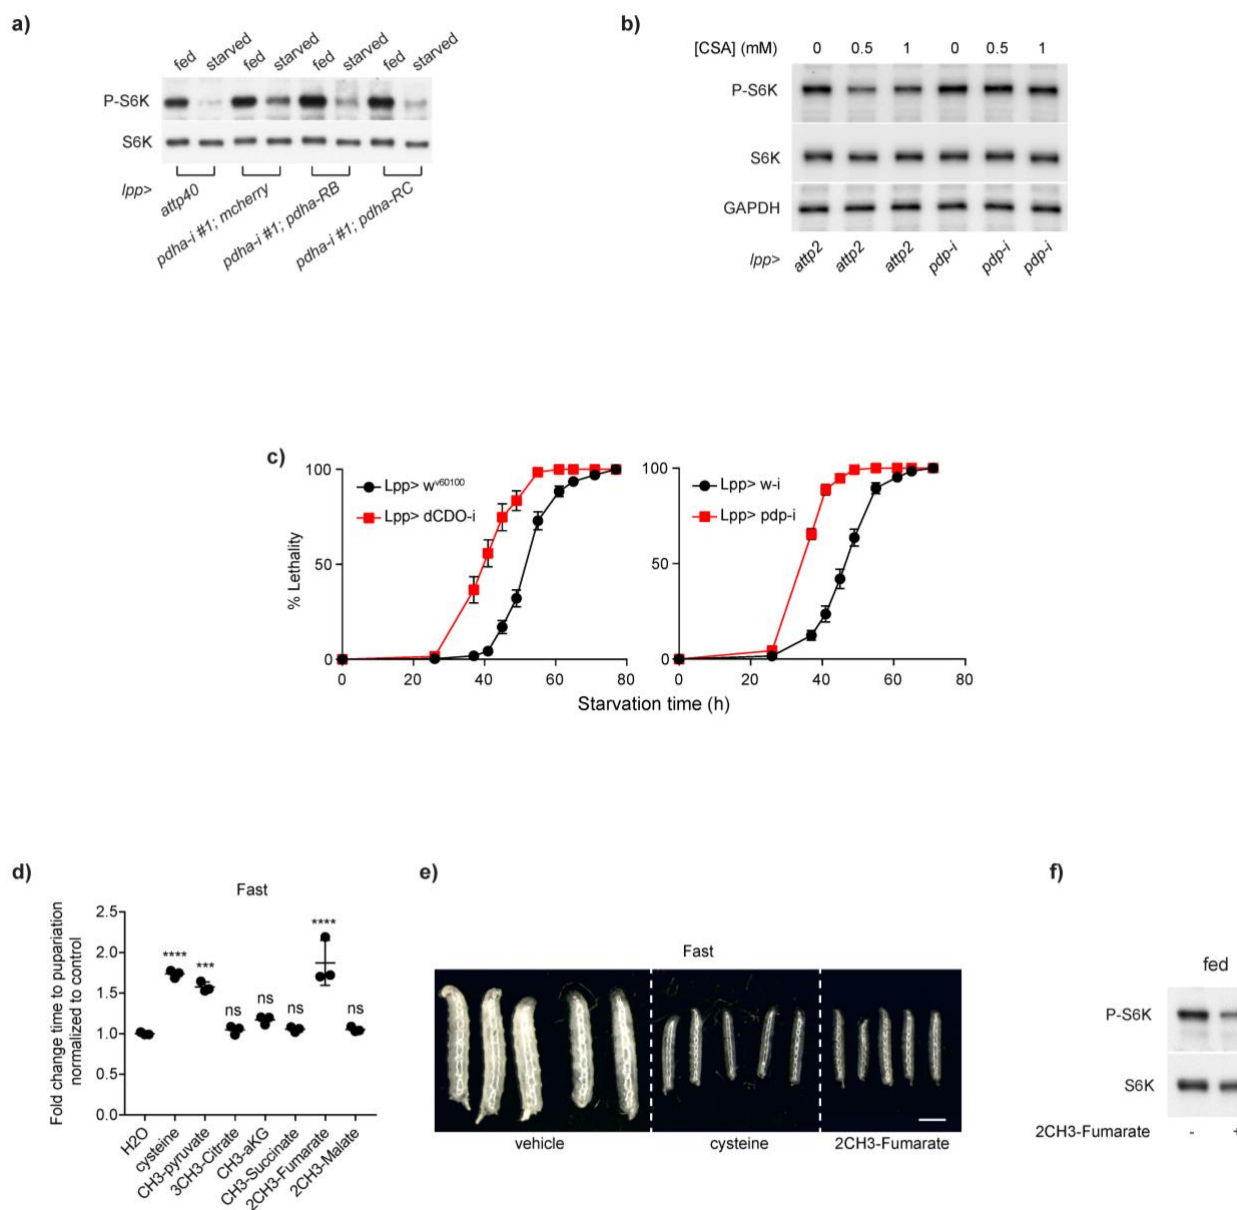 a)
fed starved fed starved fed starved fed starved
P-S6K
S6K
lpp>
attp40
pdha-i #1; mcherry
pdha-i #1; pdha-RB
pdha-i #1; pdha-RC
b)
[CSA] (mM) 0 0.5 1 0 0.5 1
P-S6K
S6K
GAPDH
lpp> attp2 attp2 attp2 pdp-i pdp-i pdp-i
c)
% Lethality
100
50
0
0 20 40 60 80
Lpp> w^v60100
Lpp> dCDO-i
100
50
0
0 20 40 60 80
Lpp> w-i
Lpp> pdp-i
Starvation time (h)
d)
Fast
Fold change time to pupariation
normalized to control
2.5
2.0
1.5
1.0
0.5
0.0
**** *** ns ns ns **** ns
H2O
cysteine
CH3-pyruvate
3CH3-Citrate
CH3-aKG
CH3-Succinate
2CH3-Fumarate
2CH3-Malate
e)
Fast
vehicle cysteine 2CH3-Fumarate
f)
fed
P-S6K
S6K
2CH3-Fumarate - +